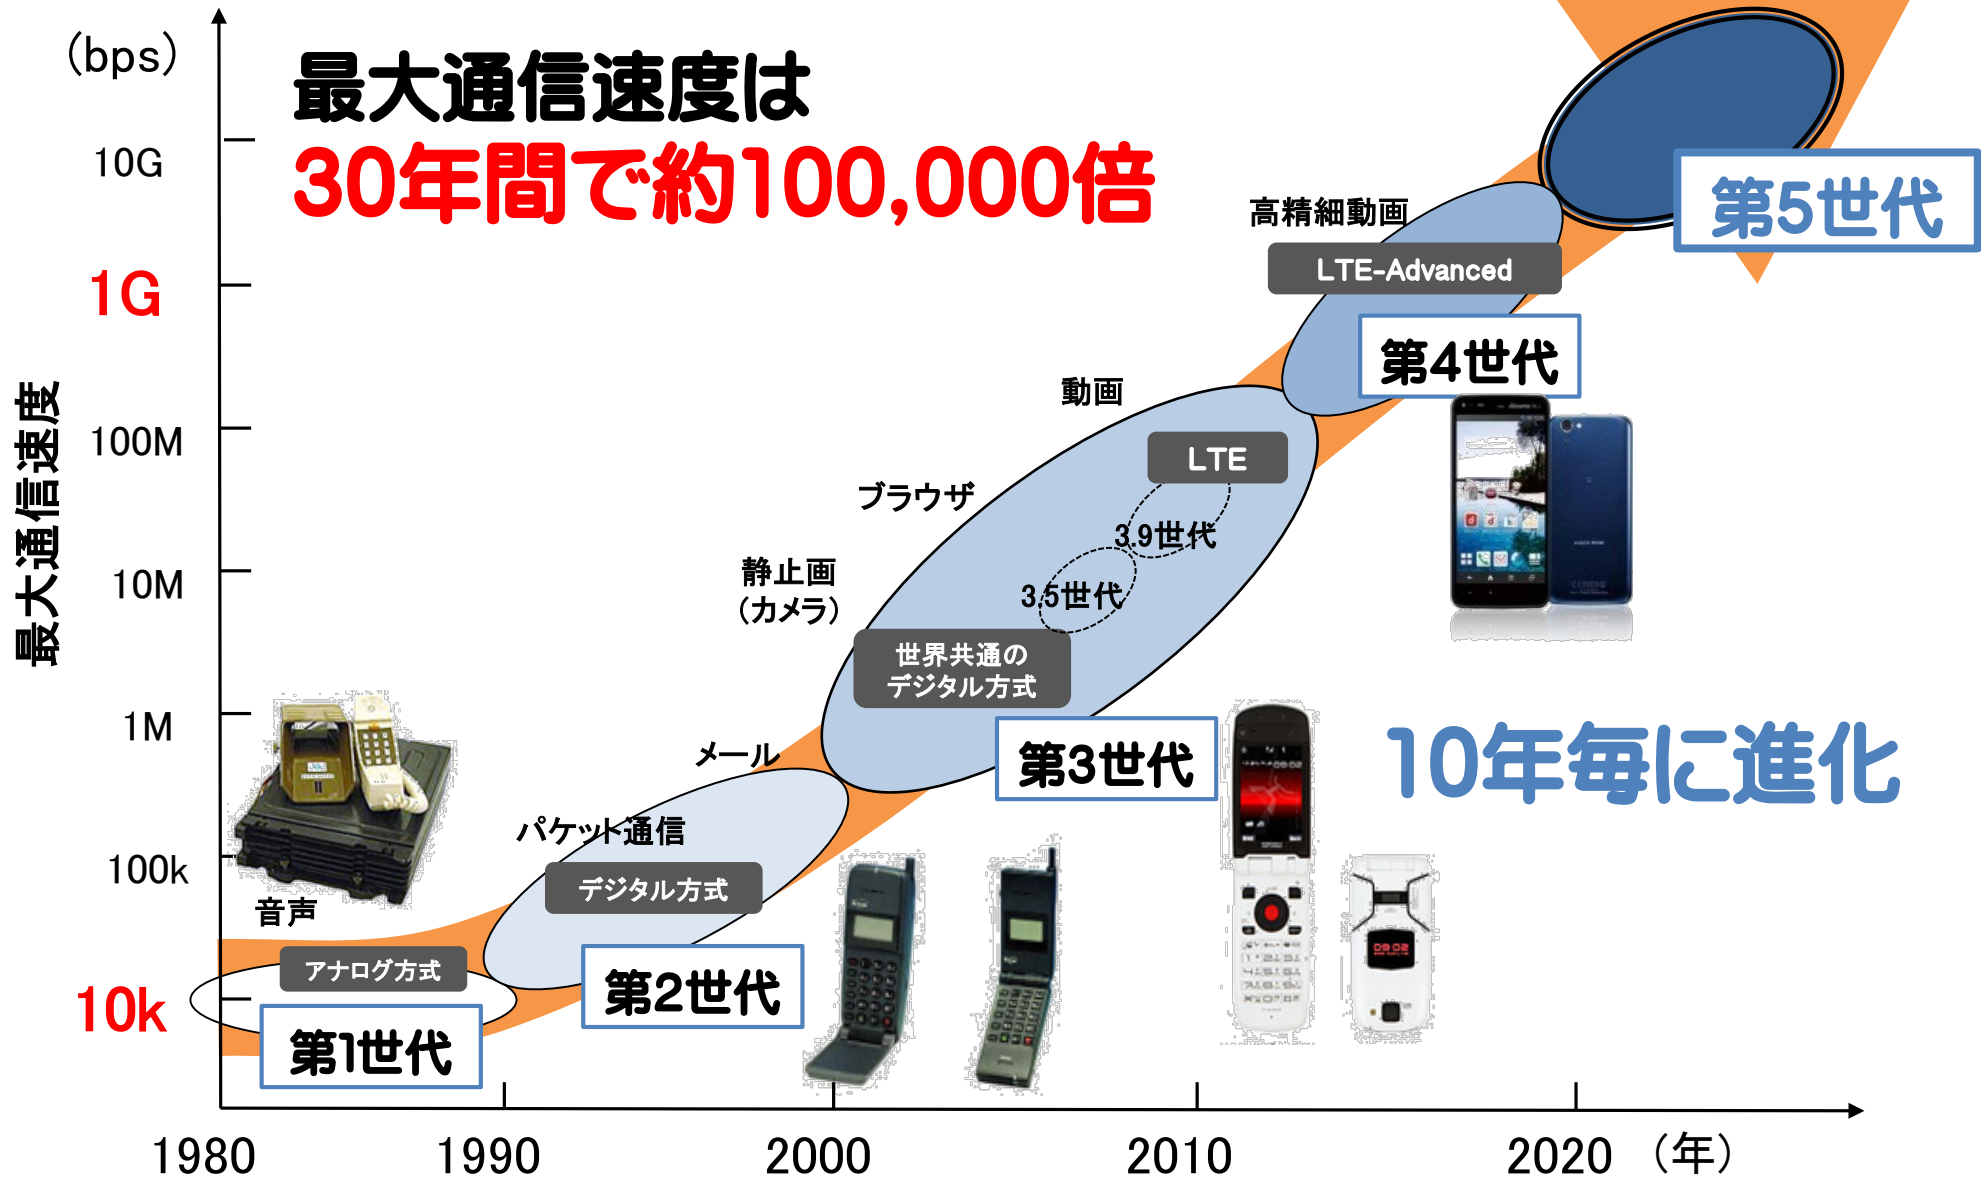 (bps)
最大通信速度は
30年間で約100,000倍
10G
1G
100M
10M
1M
100k
10k
最大通信速度
第5世代
高精細動画
LTE-Advanced
第4世代
動画
LTE
ブラウザ
3.9世代
静止画
(カメラ)
3.5世代
世界共通の
デジタル方式
第3世代
10年毎に進化
メール
パケット通信
デジタル方式
第2世代
音声
アナログ方式
第1世代
1980
1990
2000
2010
2020
(年)